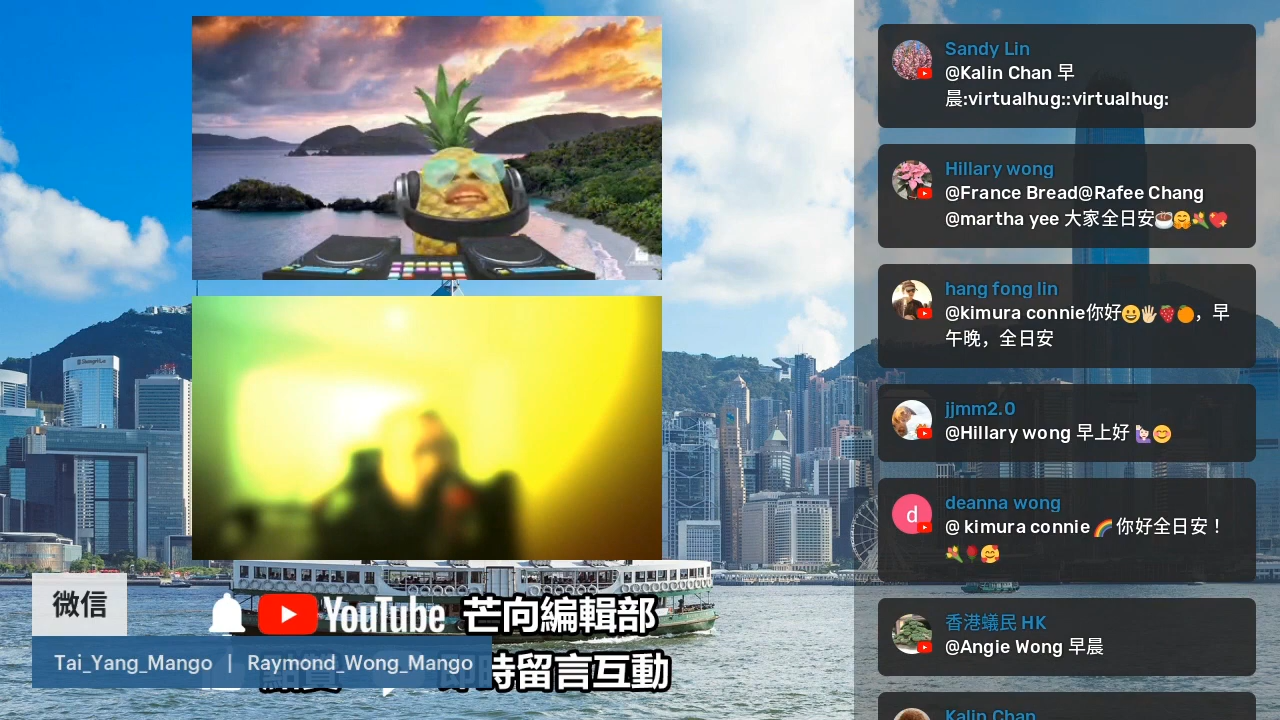 Sandy Lin
@Kalin Chan 早
晨:virtualhug::virtualhug:
Hillary wong
@France Bread@Rafee Chang
@martha yee 大家全日安☕🤗🌷💖
hang fong lin
@kimura connie你好😀🖐🍓🍊，早
午晚，全日安
jjmm2.0
@Hillary wong 早上好 🙋🏻‍♀️😊
deanna wong
@ kimura connie 🌈 你好全日安！
🌷🌹🥰
香港蟻民 HK
@Angie Wong 早晨
Kalin Chan
微信
Tai_Yang_Mango | Raymond_Wong_Mango
YouTube 芒向編輯部
即時留言互動